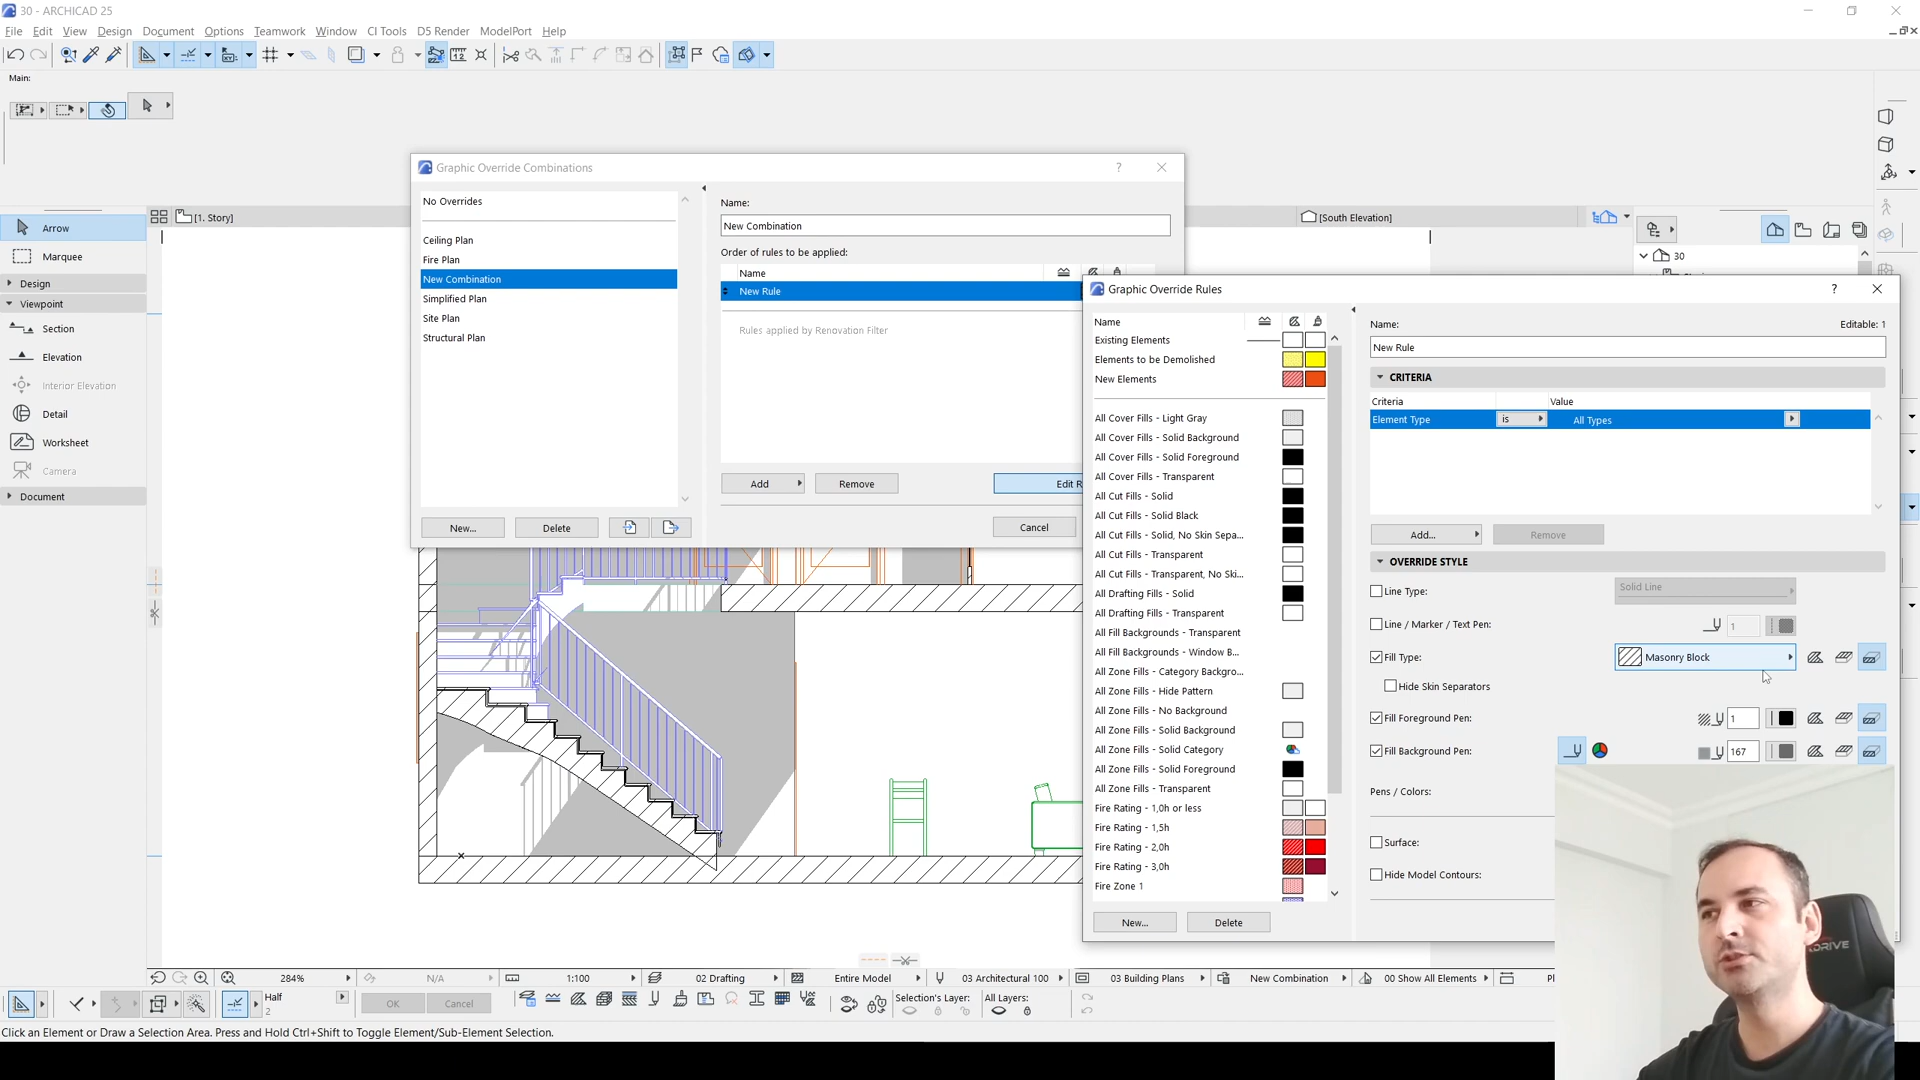 30 - ARCHICAD 25
File Edit View Design Document Options Teamwork Window CI Tools D5 Render ModelPort Help
Main:
[1. Story]
[South Elevation]
30
Arrow
Marquee
Design
Viewpoint
Section
Elevation
Interior Elevation
Detail
Worksheet
Camera
Document
Graphic Override Combinations
?
No Overrides
Ceiling Plan
Fire Plan
New Combination
Simplified Plan
Site Plan
Structural Plan
New...
Delete
Name:
New Combination
Order of rules to be applied:
Name
New Rule
Rules applied by Renovation Filter
Add
Remove
Edit R
Cancel
Graphic Override Rules
?
Name
Existing Elements
Elements to be Demolished
New Elements
All Cover Fills - Light Gray
All Cover Fills - Solid Background
All Cover Fills - Solid Foreground
All Cover Fills - Transparent
All Cut Fills - Solid
All Cut Fills - Solid Black
All Cut Fills - Solid, No Skin Sepa...
All Cut Fills - Transparent
All Cut Fills - Transparent, No Ski...
All Drafting Fills - Solid
All Drafting Fills - Transparent
All Fill Backgrounds - Transparent
All Fill Backgrounds - Window B...
All Zone Fills - Category Backgro...
All Zone Fills - Hide Pattern
All Zone Fills - No Background
All Zone Fills - Solid Background
All Zone Fills - Solid Category
All Zone Fills - Solid Foreground
All Zone Fills - Transparent
Fire Rating - 1,0h or less
Fire Rating - 1,5h
Fire Rating - 2,0h
Fire Rating - 3,0h
Fire Zone 1
New...
Delete
Name:
Editable: 1
New Rule
CRITERIA
Criteria Value
Element Type is All Types
Add...
Remove
OVERRIDE STYLE
Line Type: Solid Line
Line / Marker / Text Pen: 1
Fill Type: Masonry Block
Hide Skin Separators
Fill Foreground Pen: 1
Fill Background Pen: 167
Pens / Colors:
Surface:
Hide Model Contours:
DRIVE
284% N/A 1:100 02 Drafting Entire Model 03 Architectural 100 03 Building Plans New Combination 00 Show All Elements Pl
Half
2
OK
Cancel
Selection's Layer:
All Layers:
Click an Element or Draw a Selection Area. Press and Hold Ctrl+Shift to Toggle Element/Sub-Element Selection.